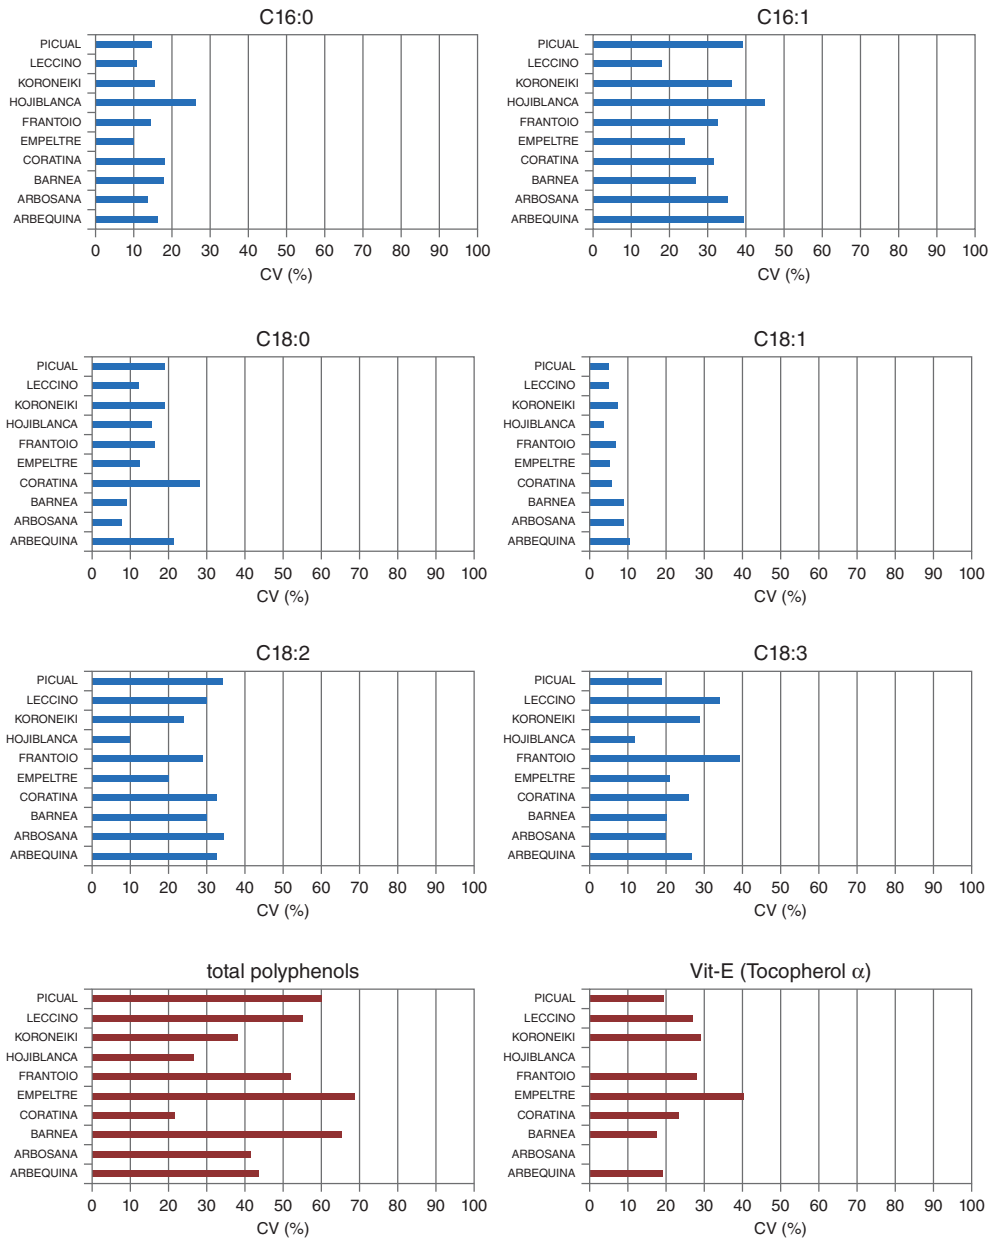 C16:0
PICUAL
LECCINO
KORONEIKI
HOJIBLANCA
FRANTOIO
EMPELTRE
CORATINA
BARNEA
ARBOSANA
ARBEQUINA
0 10 20 30 40 50 60 70 80 90 100
CV (%)
C16:1
PICUAL
LECCINO
KORONEIKI
HOJIBLANCA
FRANTOIO
EMPELTRE
CORATINA
BARNEA
ARBOSANA
ARBEQUINA
0 10 20 30 40 50 60 70 80 90 100
CV (%)
C18:0
PICUAL
LECCINO
KORONEIKI
HOJIBLANCA
FRANTOIO
EMPELTRE
CORATINA
BARNEA
ARBOSANA
ARBEQUINA
0 10 20 30 40 50 60 70 80 90 100
CV (%)
C18:1
PICUAL
LECCINO
KORONEIKI
HOJIBLANCA
FRANTOIO
EMPELTRE
CORATINA
BARNEA
ARBOSANA
ARBEQUINA
0 10 20 30 40 50 60 70 80 90 100
CV (%)
C18:2
PICUAL
LECCINO
KORONEIKI
HOJIBLANCA
FRANTOIO
EMPELTRE
CORATINA
BARNEA
ARBOSANA
ARBEQUINA
0 10 20 30 40 50 60 70 80 90 100
CV (%)
C18:3
PICUAL
LECCINO
KORONEIKI
HOJIBLANCA
FRANTOIO
EMPELTRE
CORATINA
BARNEA
ARBOSANA
ARBEQUINA
0 10 20 30 40 50 60 70 80 90 100
CV (%)
total polyphenols
PICUAL
LECCINO
KORONEIKI
HOJIBLANCA
FRANTOIO
EMPELTRE
CORATINA
BARNEA
ARBOSANA
ARBEQUINA
0 10 20 30 40 50 60 70 80 90 100
CV (%)
Vit-E (Tocopherol α)
PICUAL
LECCINO
KORONEIKI
HOJIBLANCA
FRANTOIO
EMPELTRE
CORATINA
BARNEA
ARBOSANA
ARBEQUINA
0 10 20 30 40 50 60 70 80 90 100
CV (%)